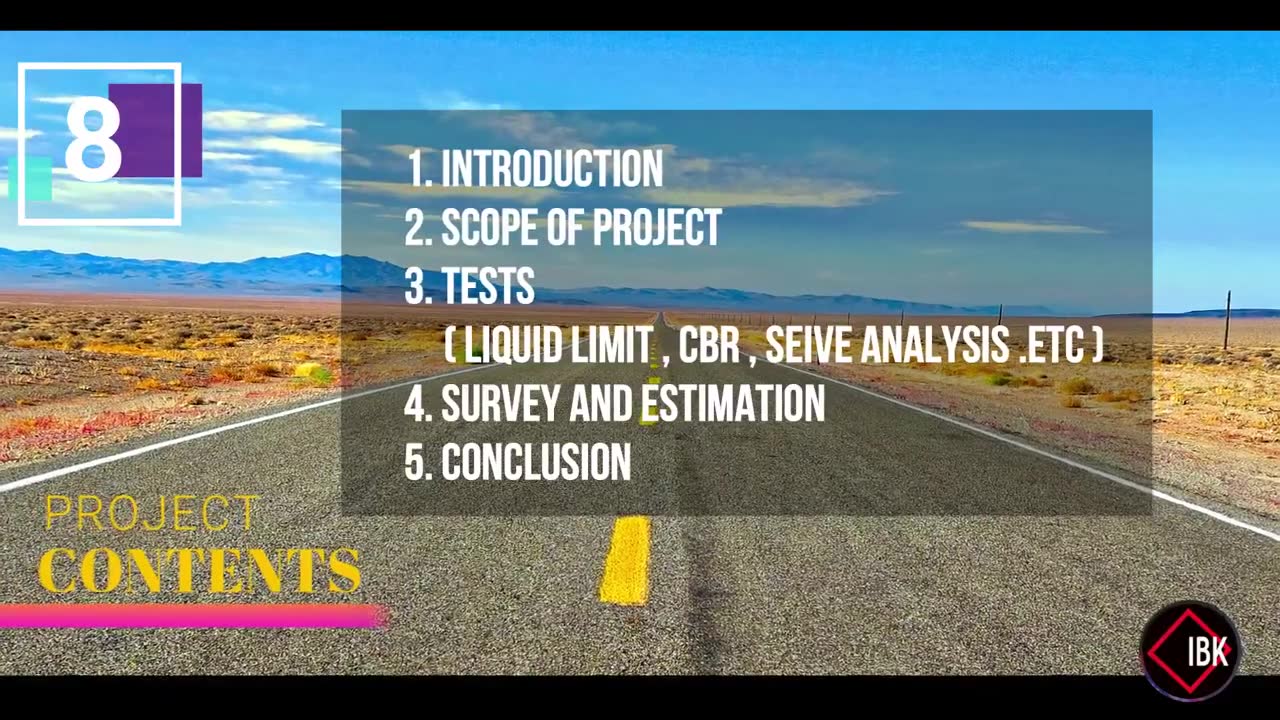 8
1. INTRODUCTION
2. SCOPE OF PROJECT
3. TESTS
( LIQUID LIMIT , CBR , SEIVE ANALYSIS .ETC )
4. SURVEY AND ESTIMATION
5. CONCLUSION
PROJECT
CONTENTS
IBK